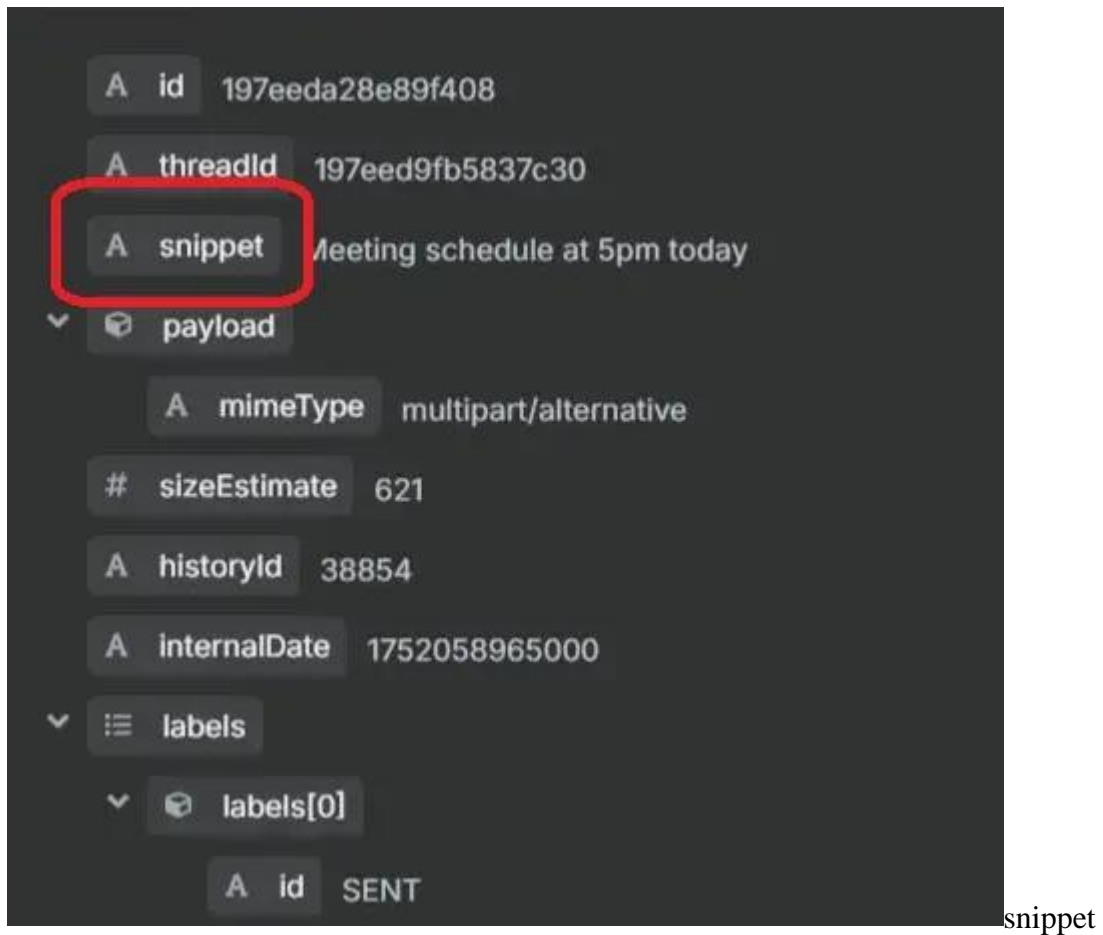 A id 197eeda28e89f408
A threadId 197eed9fb5837c30
A snippet Meeting schedule at 5pm today
payload
A mimeType multipart/alternative
# sizeEstimate 621
A historyId 38854
A internalDate 1752058965000
labels
labels[0]
A id SENT
snippet